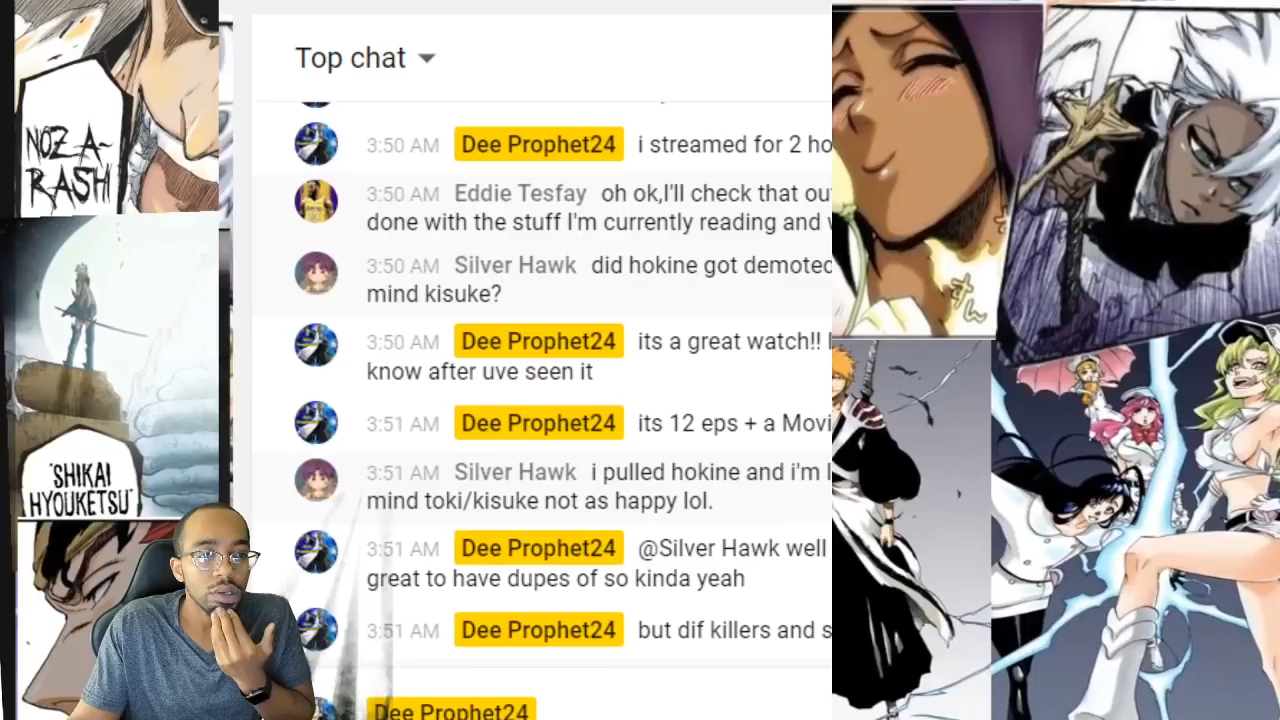 NOZA-
RASHI
"SHIKAI
HYOUKETSU"
Top chat
3:50 AM Dee Prophet24 i streamed for 2 ho
3:50 AM Eddie Tesfay oh ok,I'll check that ou
done with the stuff I'm currently reading and
3:50 AM Silver Hawk did hokine got demoted
mind kisuke?
3:50 AM Dee Prophet24 its a great watch!!
know after uve seen it
3:51 AM Dee Prophet24 its 12 eps + a Movi
3:51 AM Silver Hawk i pulled hokine and i'm
mind toki/kisuke not as happy lol.
3:51 AM Dee Prophet24 @Silver Hawk well
great to have dupes of so kinda yeah
3:51 AM Dee Prophet24 but dif killers and s
Dee Prophet24
すん